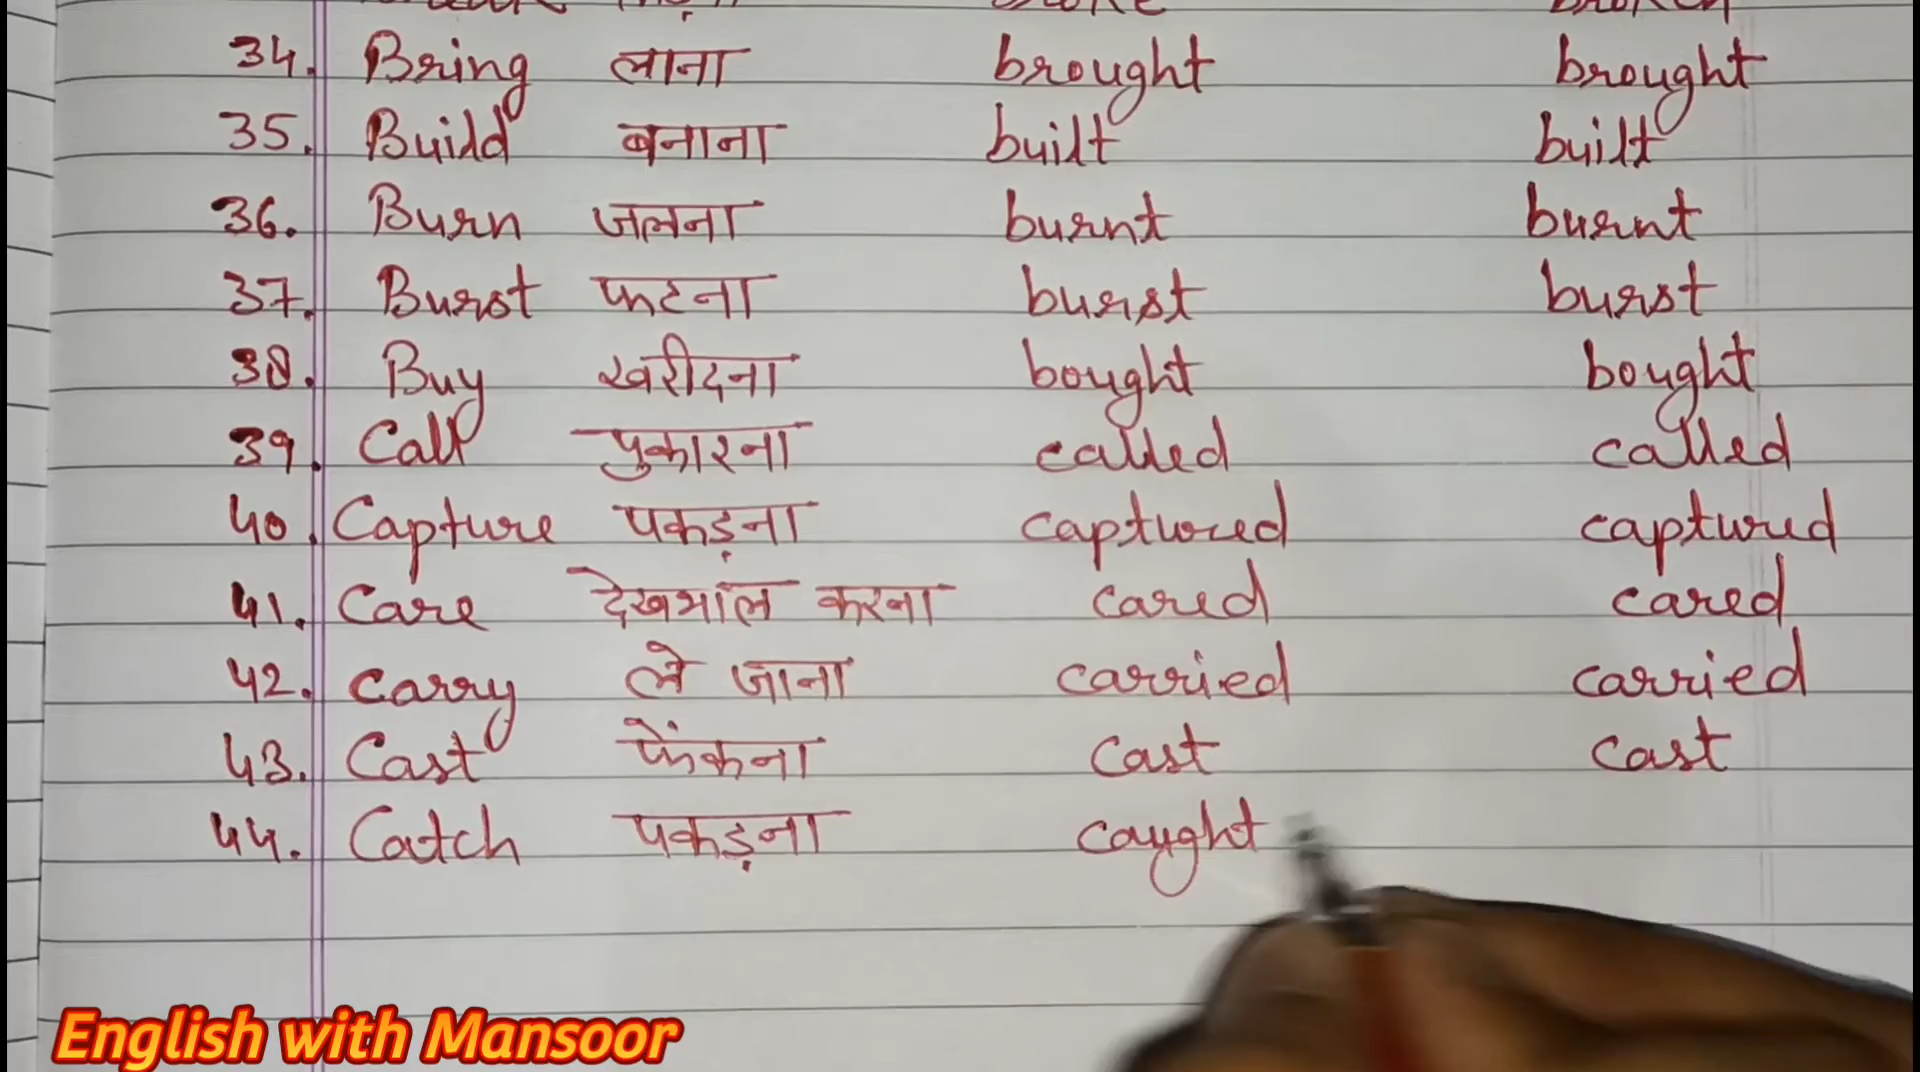 34. Bring लाना brought brought
35. Build बनाना built built
36. Burn जलना burnt burnt
37. Burst फटना burst burst
38. Buy खरीदना bought bought
39. Call पुकारना called called
40. Capture पकड़ना captured captured
41. Care देखभाल करना cared cared
42. Carry ले जाना carried carried
43. Cast फेंकना cast cast
44. Catch पकड़ना caught
English with Mansoor